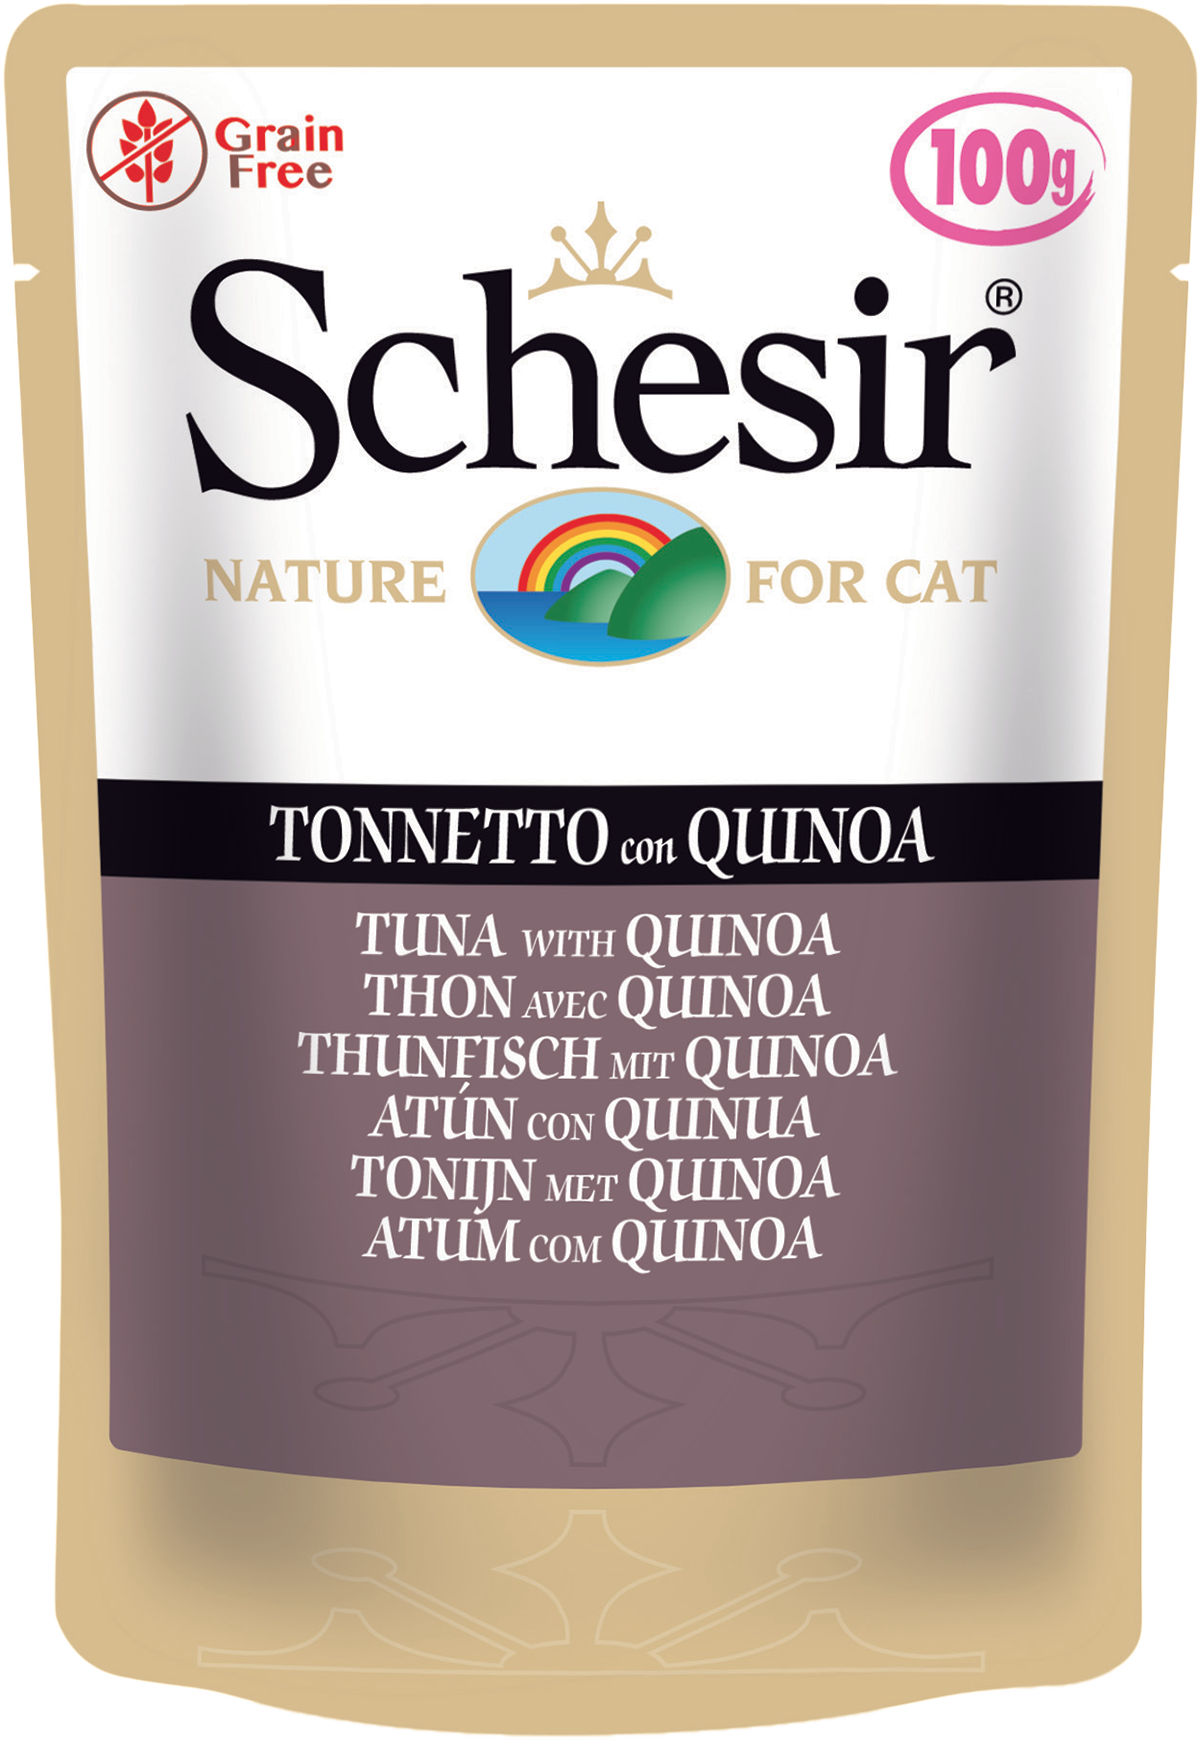 Grain
Free
100g
Schesir®
NATURE FOR CAT
TONNETTO con QUINOA
TUNA WITH QUINOA
THON AVEC QUINOA
THUNFISCH MIT QUINOA
ATÚN CON QUINUA
TONIJN MET QUINOA
ATUM COM QUINOA